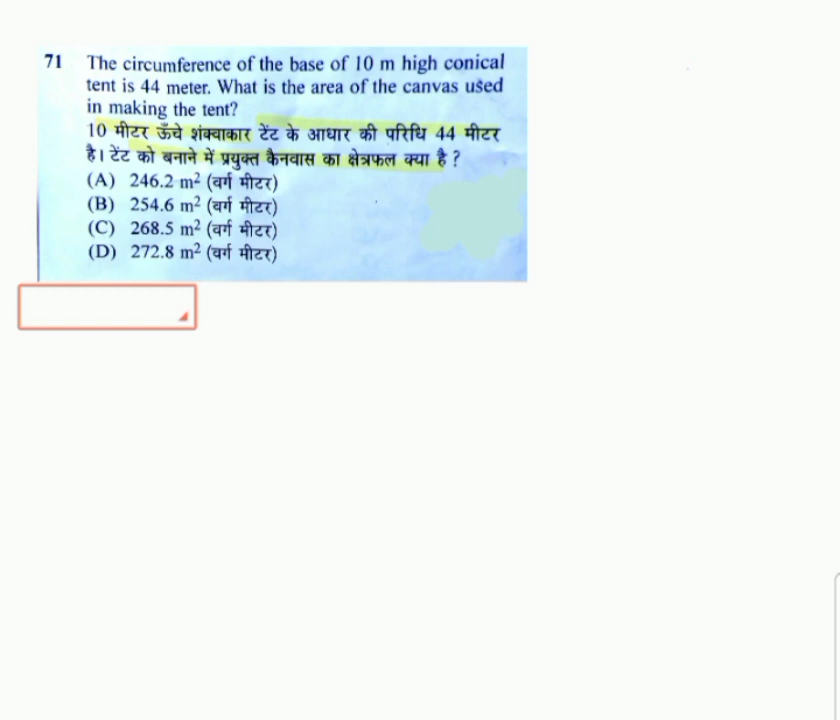 71 The circumference of the base of 10 m high conical
tent is 44 meter. What is the area of the canvas used
in making the tent?
10 मीटर ऊँचे शंक्वाकार टेंट के आधार की परिधि 44 मीटर
है। टेंट को बनाने में प्रयुक्त कैनवास का क्षेत्रफल क्या है ?
(A) 246.2 m² (वर्ग मीटर)
(B) 254.6 m² (वर्ग मीटर)
(C) 268.5 m² (वर्ग मीटर)
(D) 272.8 m² (वर्ग मीटर)